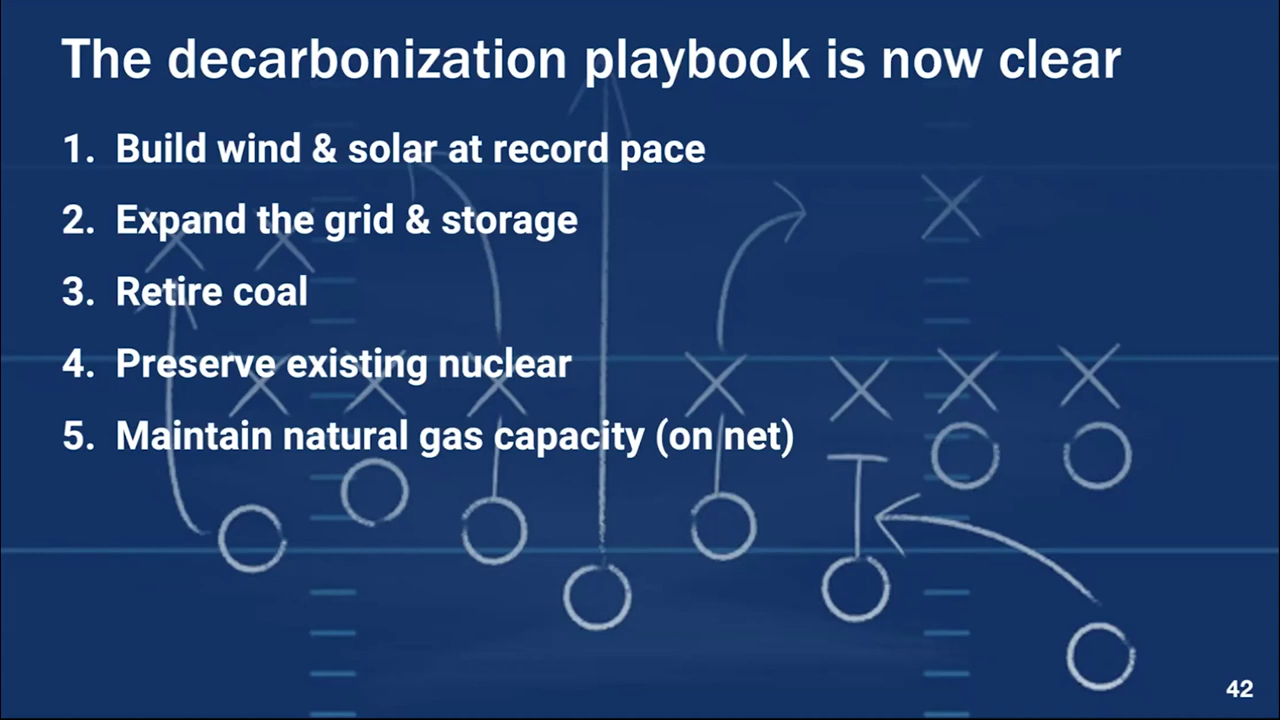 The decarbonization playbook is now clear
1. Build wind & solar at record pace
2. Expand the grid & storage
3. Retire coal
4. Preserve existing nuclear
5. Maintain natural gas capacity (on net)
42